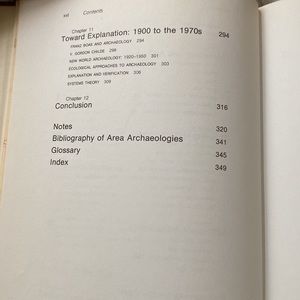 xvi Contents
Chapter 11
Toward Explanation: 1900 to the 1970s 294
FRANZ BOAS AND ARCHAEOLOGY 294
V. GORDON CHILDE 298
NEW WORLD ARCHAEOLOGY: 1920–1950 301
ECOLOGICAL APPROACHES TO ARCHAEOLOGY 303
EXPLANATION AND VERIFICATION 306
SYSTEMS THEORY 309
Chapter 12
Conclusion 316
Notes 320
Bibliography of Area Archaeologies 341
Glossary 345
Index 349